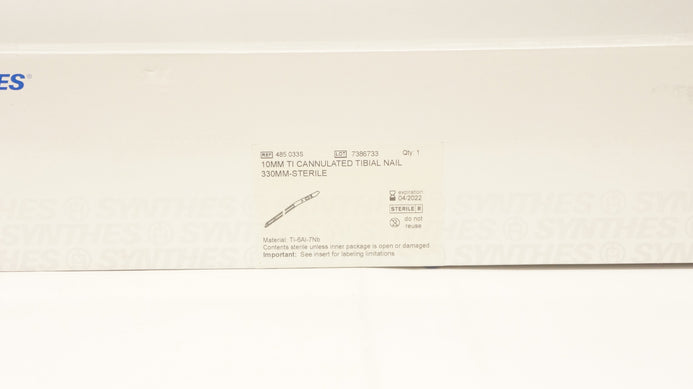 HES®
REF 485.033S LOT 7386733 Qty. 1
10MM TI CANNULATED TIBIAL NAIL
330MM-STERILE
expiration
04/2022
STERILE R
do not
reuse
Material: TI-6Al-7Nb
Contents sterile unless inner package is open or damaged
Important: See insert for labeling limitations
SYNTHES SYNTHES